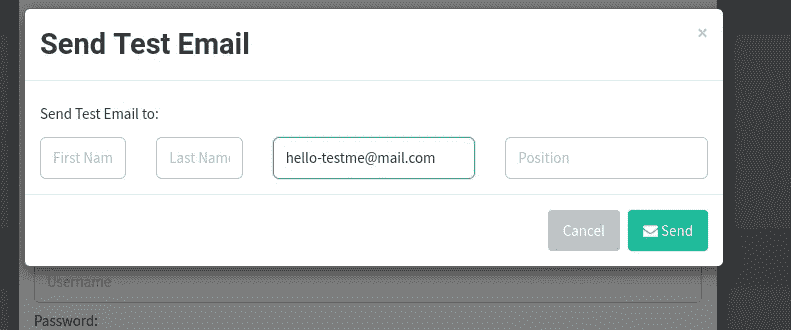 Send Test Email
×
Send Test Email to:
First Nam Last Name hello-testme@mail.com Position
Cancel Send
Username
Password: